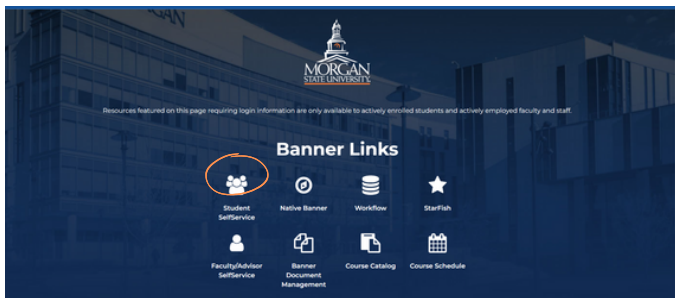 MORGAN
STATE UNIVERSITY
Resources featured on this page requiring login information are only available to actively enrolled students and actively employed faculty and staff.
Banner Links
Student
SelfService
Native Banner
Workflow
StarFish
Faculty/Advisor
SelfService
Banner
Document
Management
Course Catalog
Course Schedule